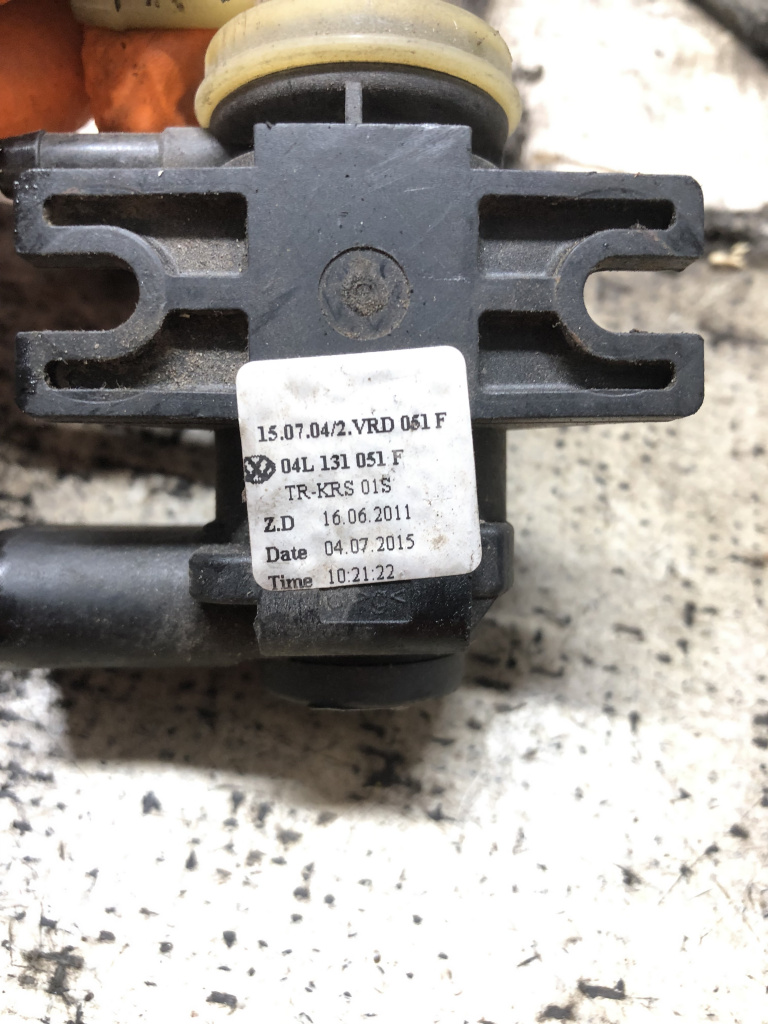 15.07.04/2.VRD 051 F
04L 131 051 F
TR-KRS 01S
Z.D 16.06.2011
Date 04.07.2015
Time 10:21:22